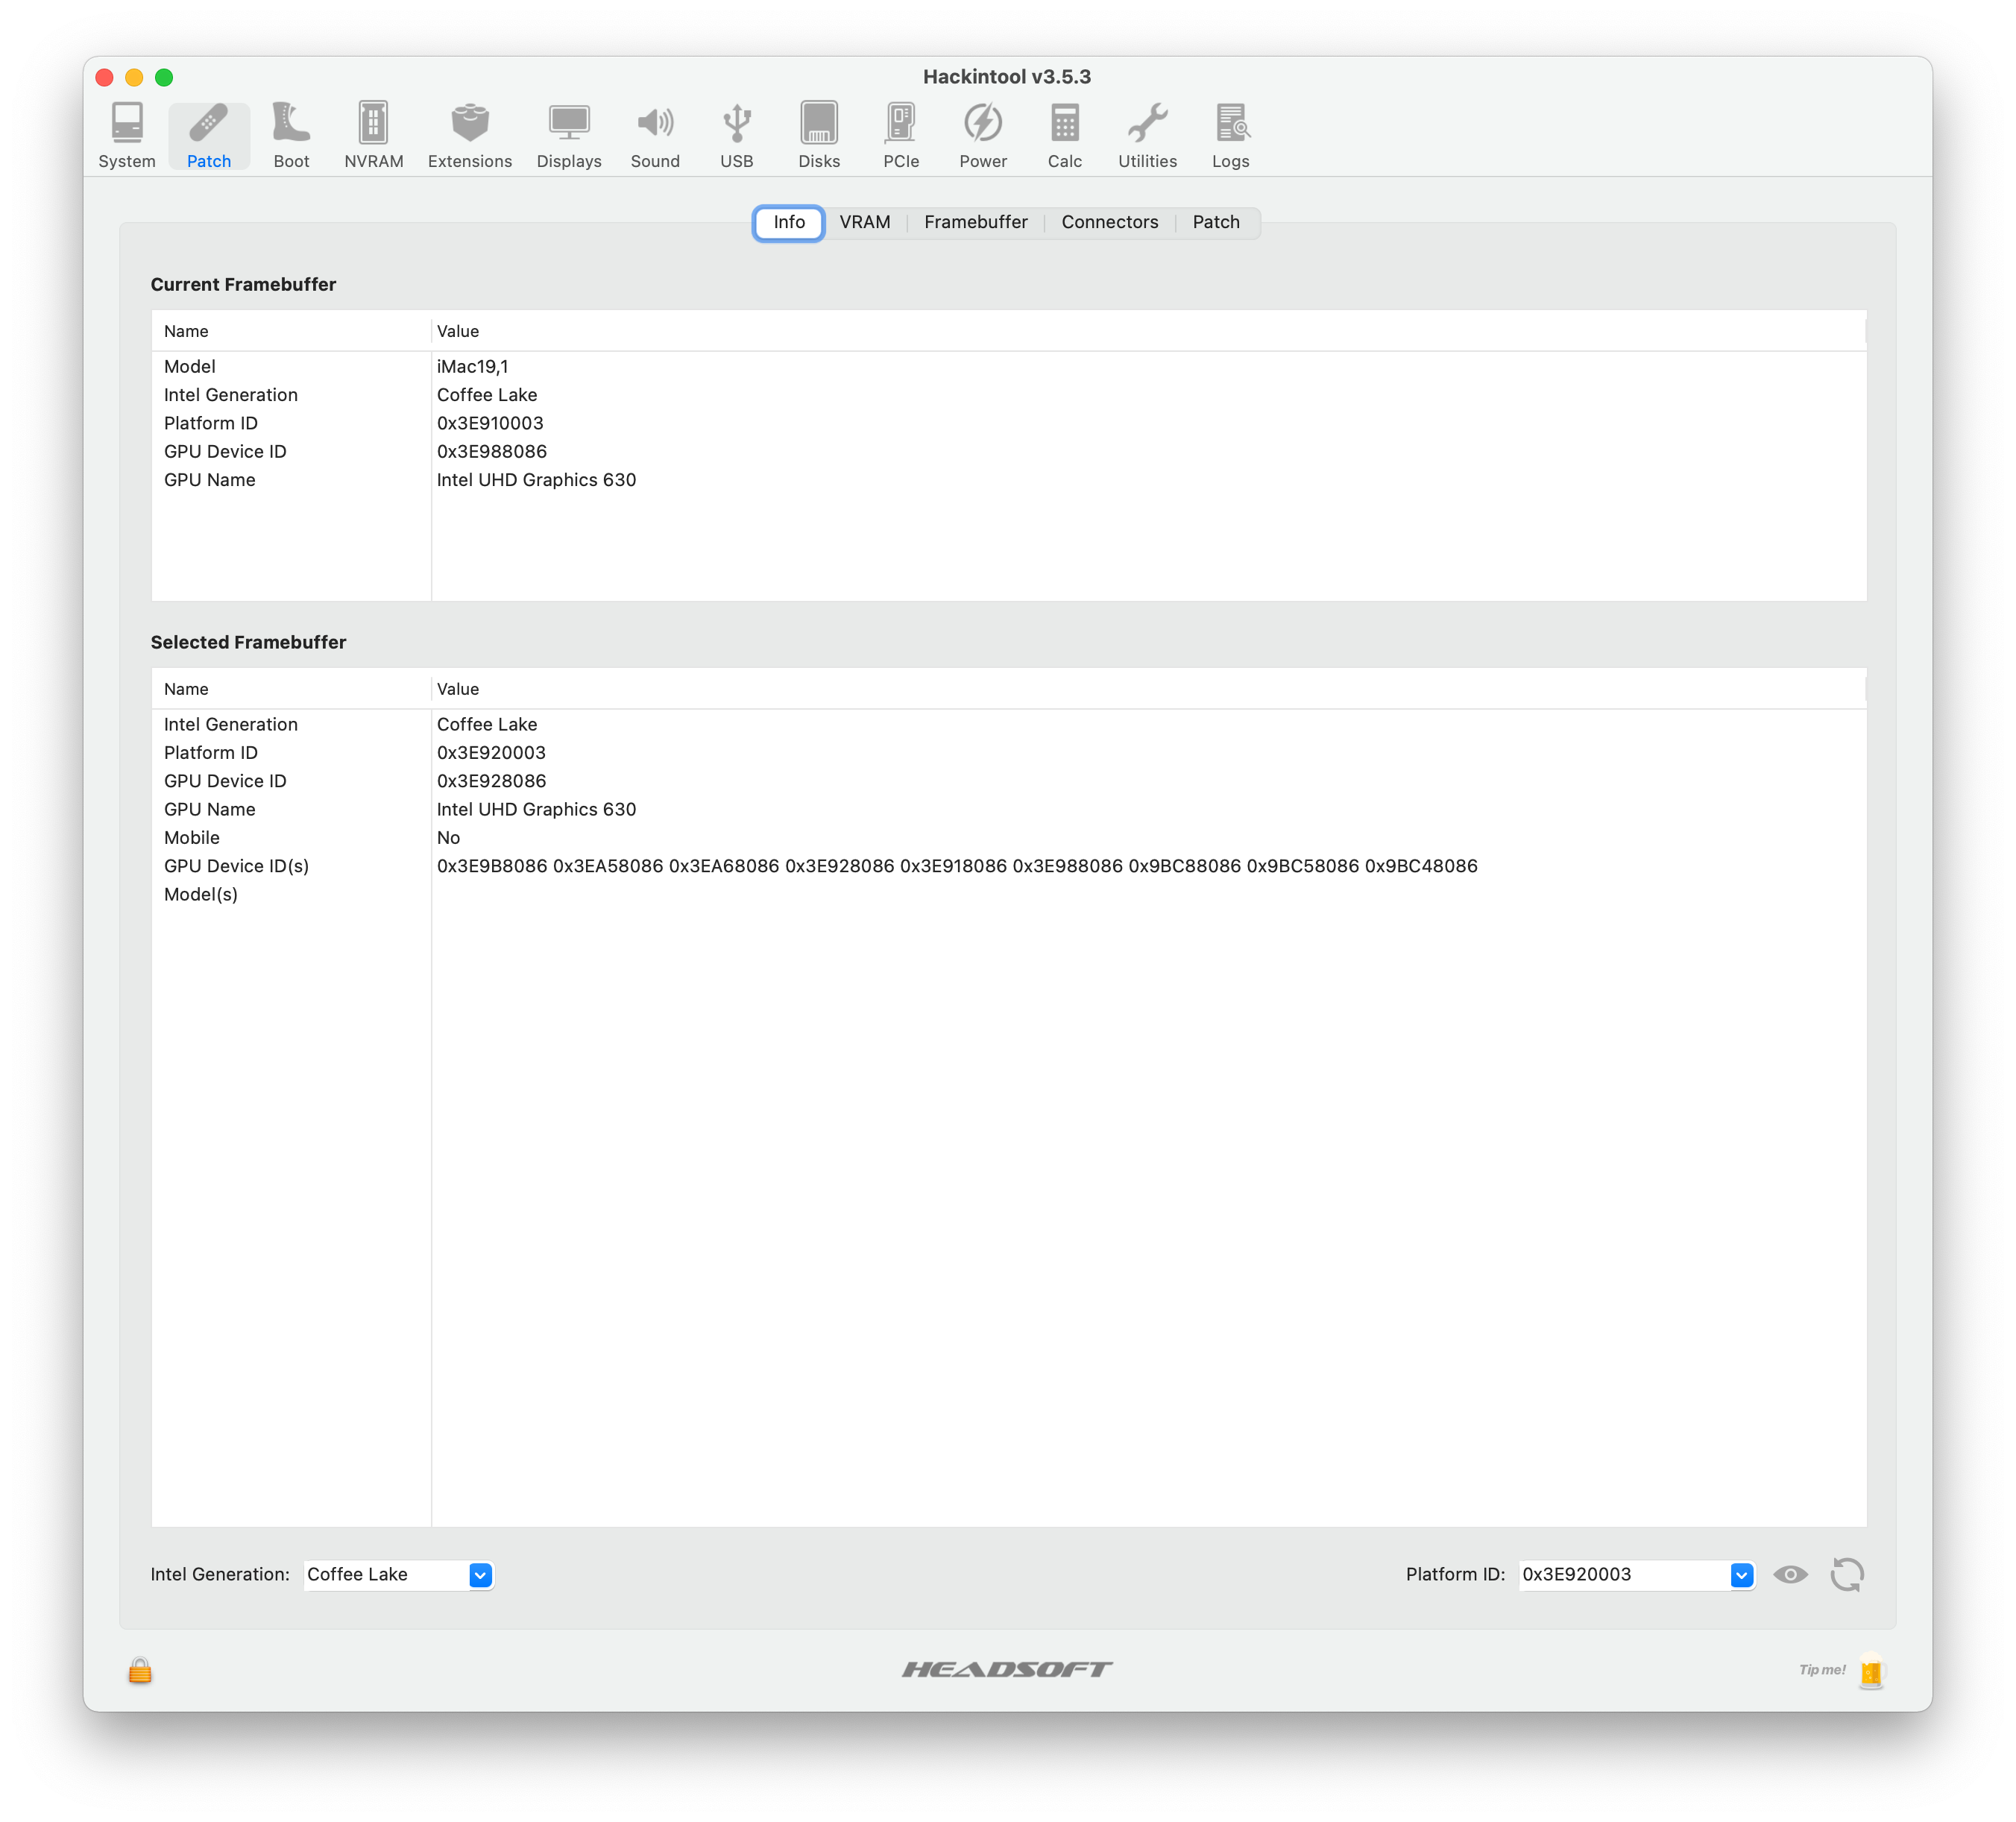 Hackintool v3.5.3
System Patch Boot NVRAM Extensions Displays Sound USB Disks PCIe Power Calc Utilities Logs
Info VRAM Framebuffer Connectors Patch
Current Framebuffer
Name Value
Model iMac19,1
Intel Generation Coffee Lake
Platform ID 0x3E910003
GPU Device ID 0x3E988086
GPU Name Intel UHD Graphics 630
Selected Framebuffer
Name Value
Intel Generation Coffee Lake
Platform ID 0x3E920003
GPU Device ID 0x3E928086
GPU Name Intel UHD Graphics 630
Mobile No
GPU Device ID(s) 0x3E9B8086 0x3EA58086 0x3EA68086 0x3E928086 0x3E918086 0x3E988086 0x9BC88086 0x9BC58086 0x9BC48086
Model(s)
Intel Generation: Coffee Lake Platform ID: 0x3E920003
HEADSOFT Tip me!